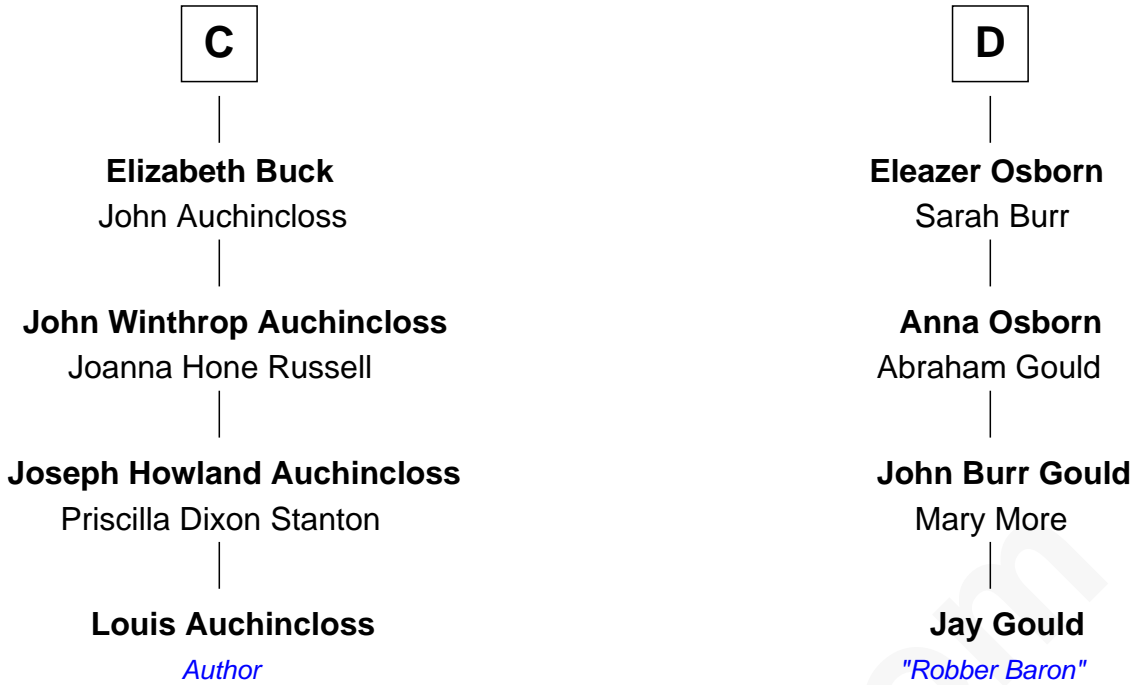 C
D
Elizabeth Buck
John Auchincloss
Eleazer Osborn
Sarah Burr
John Winthrop Auchincloss
Joanna Hone Russell
Anna Osborn
Abraham Gould
Joseph Howland Auchincloss
Priscilla Dixon Stanton
John Burr Gould
Mary More
Louis Auchincloss
Author
Jay Gould
"Robber Baron"